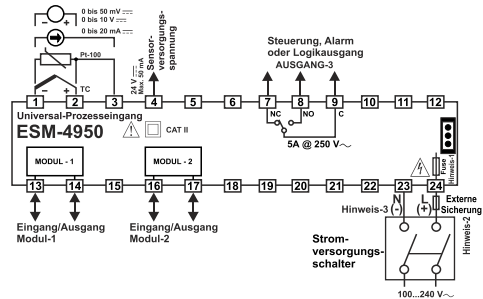 0 bis 50 mV
0 bis 10 V
0 bis 20 mA
Pt-100
TC
24 V
Max. 50 mA
Sensor-
versorgungs-
spannung
Steuerung, Alarm
oder Logikausgang
AUSGANG-3
1 2 3 4 5 6 7 8 9 10 11 12
Universal-Prozesseingang
ESM-4950
CAT II
NC NO C
5A @ 250 V
Fuse
Hinweis-1
MODUL - 1
MODUL - 2
13 14 15 16 17 18 19 20 21 22 23 24
Eingang/Ausgang
Modul-1
Eingang/Ausgang
Modul-2
N L
Hinweis-3 (-) (+)
Externe
Sicherung
Hinweis-2
Strom-
versorgungs-
schalter
100...240 V